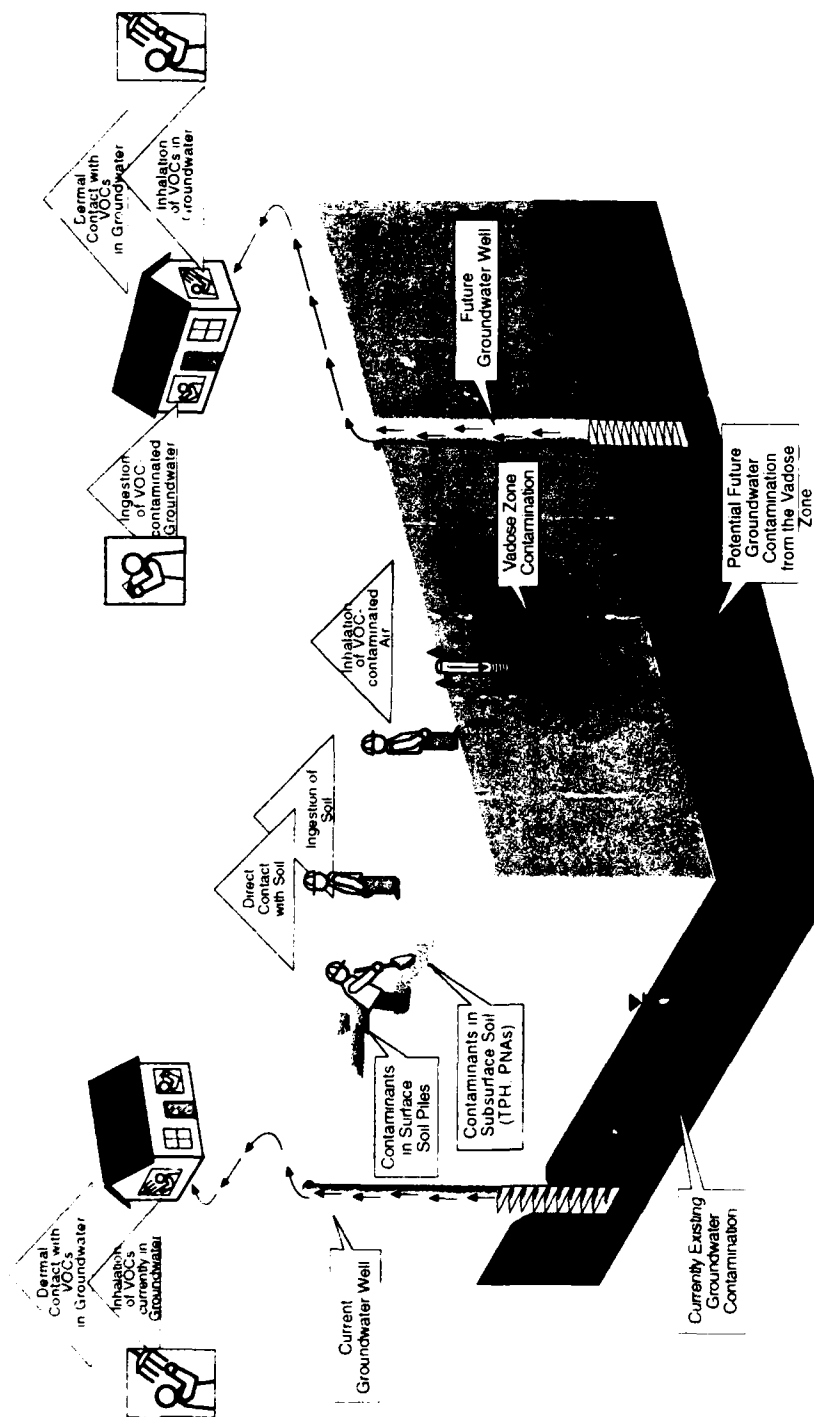 Dermal
Contact with
VOCs
in Groundwater
Inhalation
of VOCs
currently in
Groundwater
Current
Groundwater Well
Contaminants
in Surface
Soil Piles
Contaminants in
Subsurface Soil
(TPH, PNAs)
Currently Existing
Groundwater
Contamination
Direct
Contact
with Soil
Ingestion of
Soil
Inhalation
of VOC-
contaminated
Air
Ingestion
of VOC-
contaminated
Groundwater
Dermal
Contact with
VOCs
in Groundwater
Inhalation
of VOCs in
Groundwater
Vadose Zone
Contamination
Future
Groundwater Well
Potential Future
Groundwater
Contamination
from the Vadose
Zone